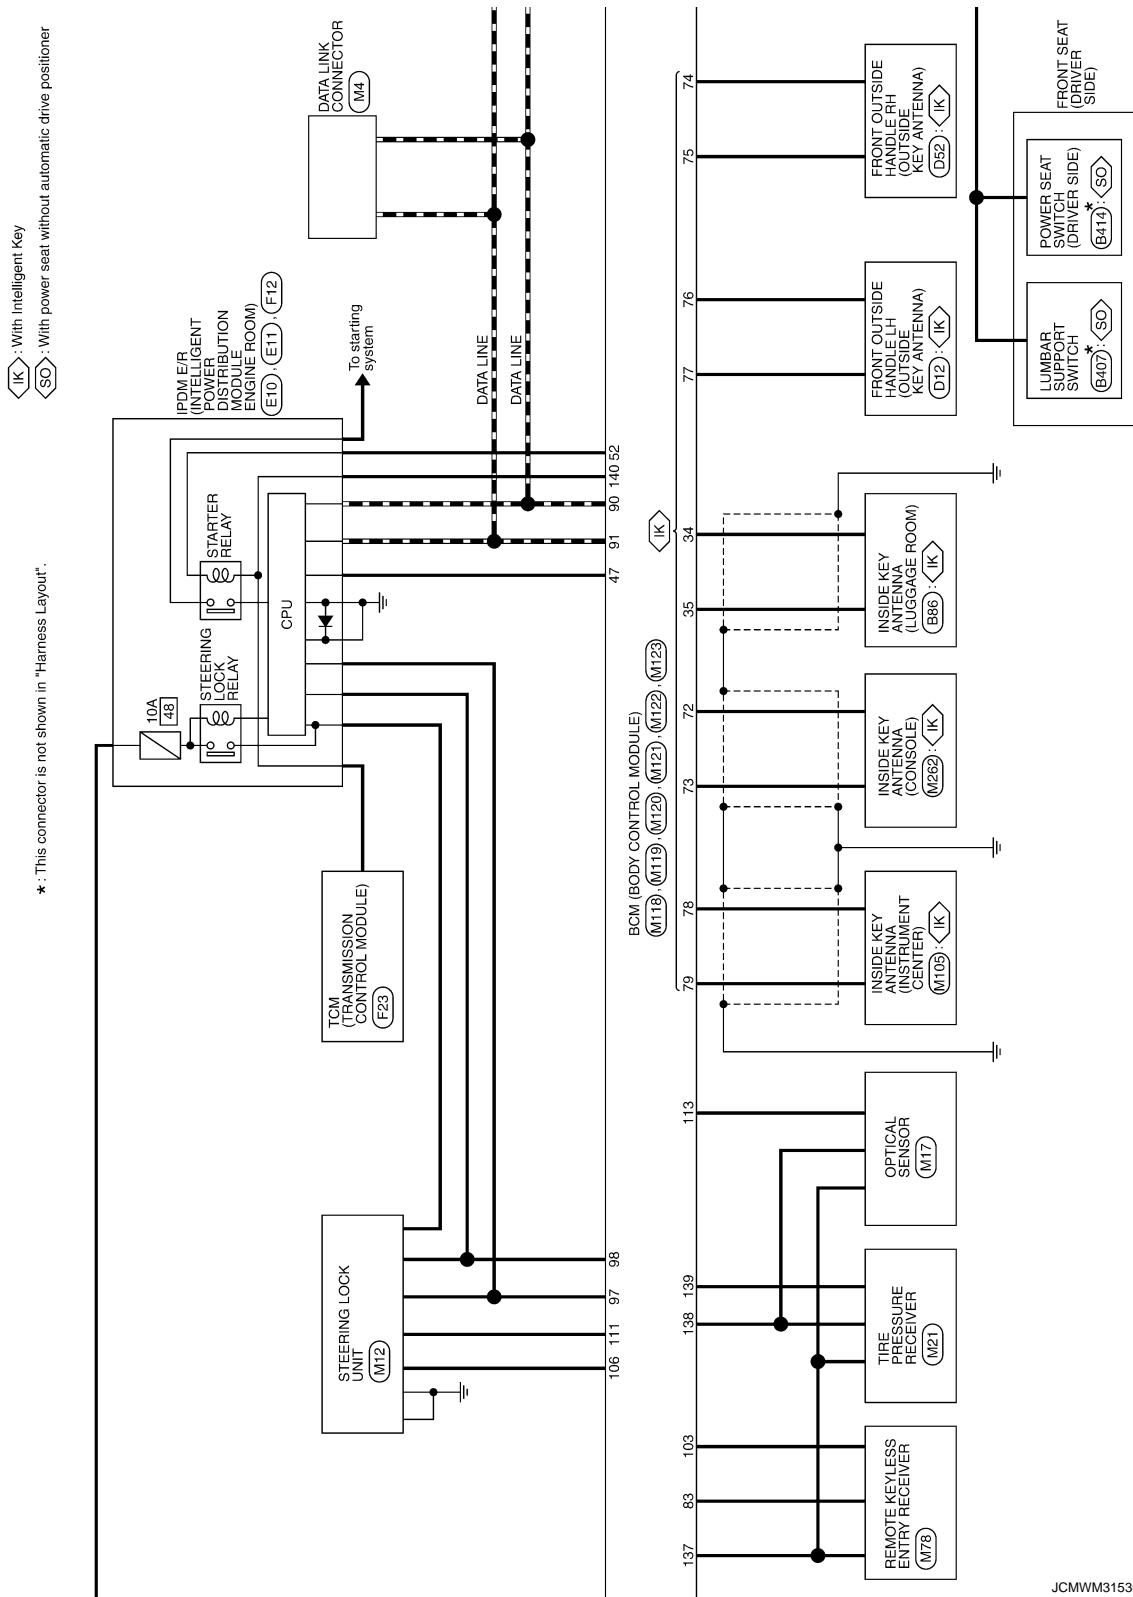 IK : With Intelligent Key
SO : With power seat without automatic drive positioner
* : This connector is not shown in "Harness Layout".
10A
48
STEERING
LOCK
RELAY
STARTER
RELAY
CPU
IPDM E/R
(INTELLIGENT
POWER
DISTRIBUTION
MODULE
ENGINE ROOM)
E10 , E11 , F12
To starting
system
DATA LINK
CONNECTOR
M4
DATA LINE
DATA LINE
TCM
(TRANSMISSION
CONTROL MODULE)
F23
STEERING LOCK
UNIT
M12
106
111
97
98
47
91
90
140
52
BCM (BODY CONTROL MODULE)
M118 , M119 , M120 , M121 , M122 , M123
IK
137
83
103
138
139
113
79
78
73
72
35
34
77
76
75
74
REMOTE KEYLESS
ENTRY RECEIVER
M78
TIRE
PRESSURE
RECEIVER
M21
OPTICAL
SENSOR
M17
INSIDE KEY
ANTENNA
(INSTRUMENT
CENTER)
M105 : IK
INSIDE KEY
ANTENNA
(CONSOLE)
M262 : IK
INSIDE KEY
ANTENNA
(LUGGAGE ROOM)
B86 : IK
FRONT OUTSIDE
HANDLE LH
(OUTSIDE
KEY ANTENNA)
D12 : IK
FRONT OUTSIDE
HANDLE RH
(OUTSIDE
KEY ANTENNA)
D52 : IK
LUMBAR
SUPPORT
SWITCH
B407 * : SO
POWER SEAT
SWITCH
(DRIVER SIDE)
B414 * : SO
FRONT SEAT
(DRIVER
SIDE)
JCMWM3153